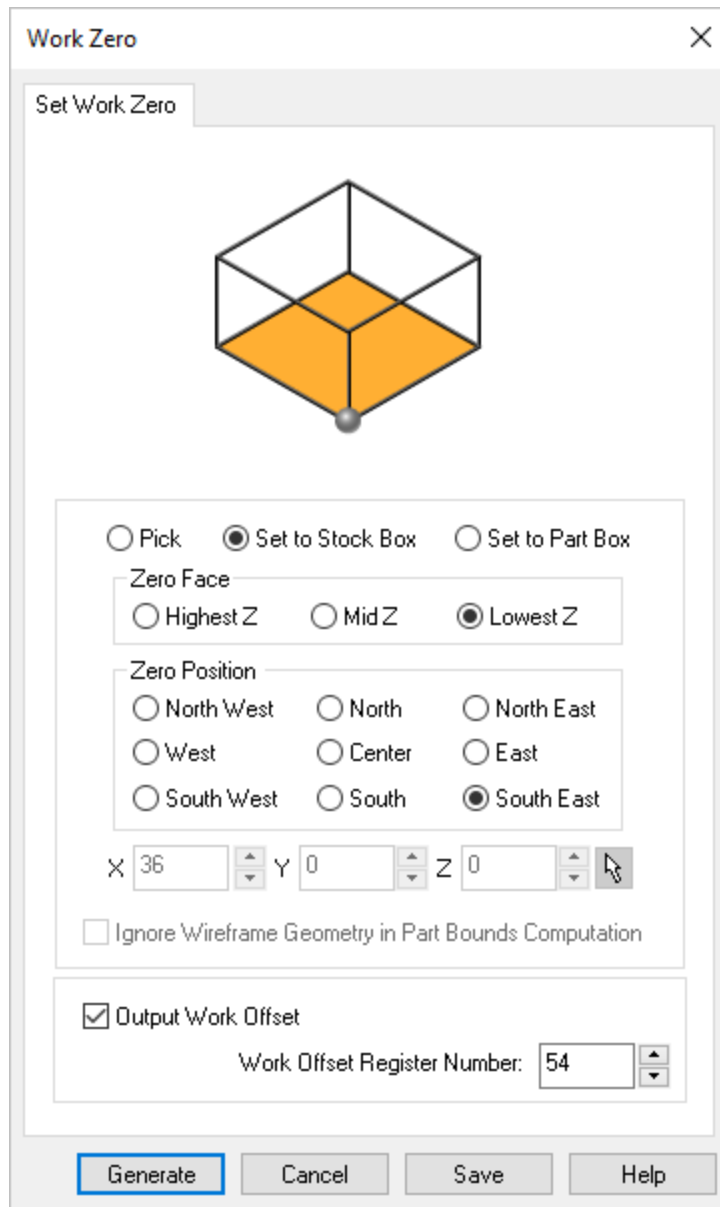 Work Zero
Set Work Zero
Pick Set to Stock Box Set to Part Box
Zero Face
Highest Z Mid Z Lowest Z
Zero Position
North West North North East
West Center East
South West South South East
X 36 Y 0 Z 0
Ignore Wireframe Geometry in Part Bounds Computation
Output Work Offset
Work Offset Register Number: 54
Generate Cancel Save Help